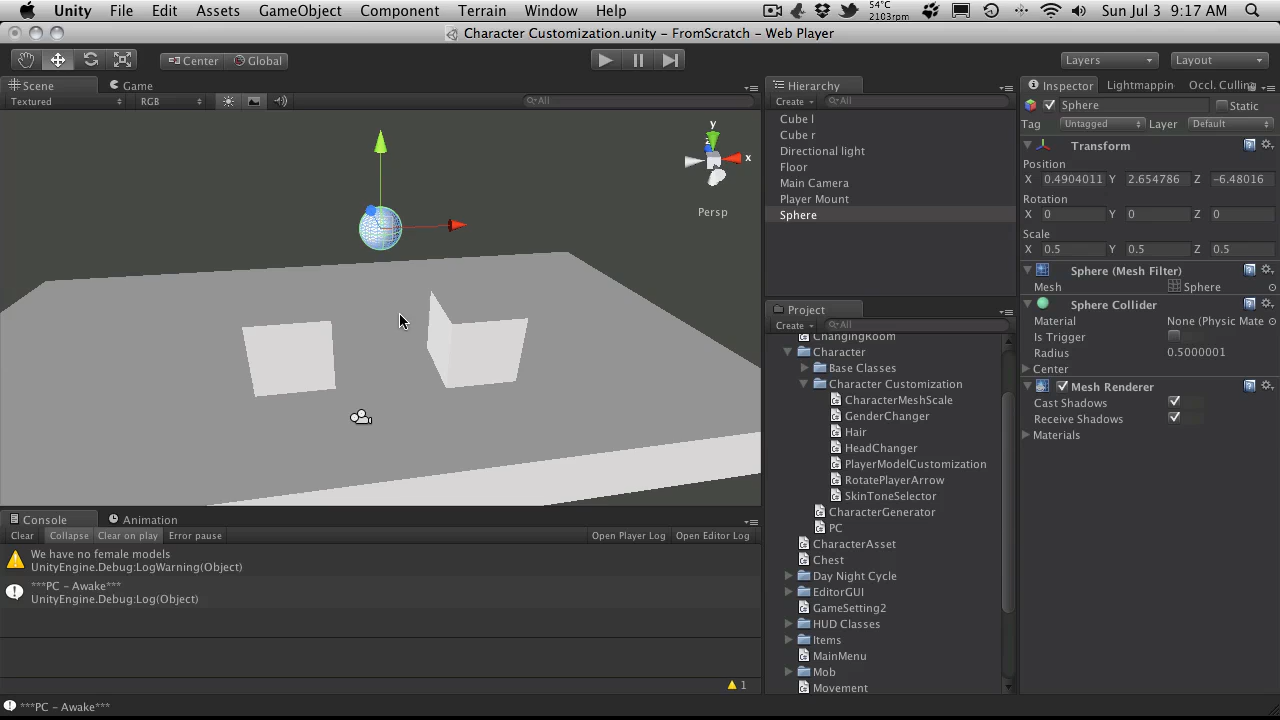 Unity File Edit Assets GameObject Component Terrain Window Help 54°C 2103rpm Sun Jul 3 9:17 AM
Character Customization.unity – FromScratch – Web Player
Center Global Layers Layout
Scene Game
Textured RGB All
y
x
Persp
Hierarchy
Create All
Cube l
Cube r
Directional light
Floor
Main Camera
Player Mount
Sphere
Project
Create All
ChangingRoom
Character
Base Classes
Character Customization
CharacterMeshScale
GenderChanger
Hair
HeadChanger
PlayerModelCustomization
RotatePlayerArrow
SkinToneSelector
CharacterGenerator
PC
CharacterAsset
Chest
Day Night Cycle
EditorGUI
GameSetting2
HUD Classes
Items
MainMenu
Mob
Movement
Inspector Lightmappin Occl. Culling
Sphere Static
Tag Untagged Layer Default
Transform
Position
X 0.4904011 Y 2.654786 Z -6.48016
Rotation
X 0 Y 0 Z 0
Scale
X 0.5 Y 0.5 Z 0.5
Sphere (Mesh Filter)
Mesh Sphere
Sphere Collider
Material None (Physic Mate
Is Trigger
Radius 0.5000001
Center
Mesh Renderer
Cast Shadows
Receive Shadows
Materials
Console Animation
Clear Collapse Clear on play Error pause Open Player Log Open Editor Log
We have no female models
UnityEngine.Debug:LogWarning(Object)
***PC - Awake***
UnityEngine.Debug:Log(Object)
1
***PC - Awake***